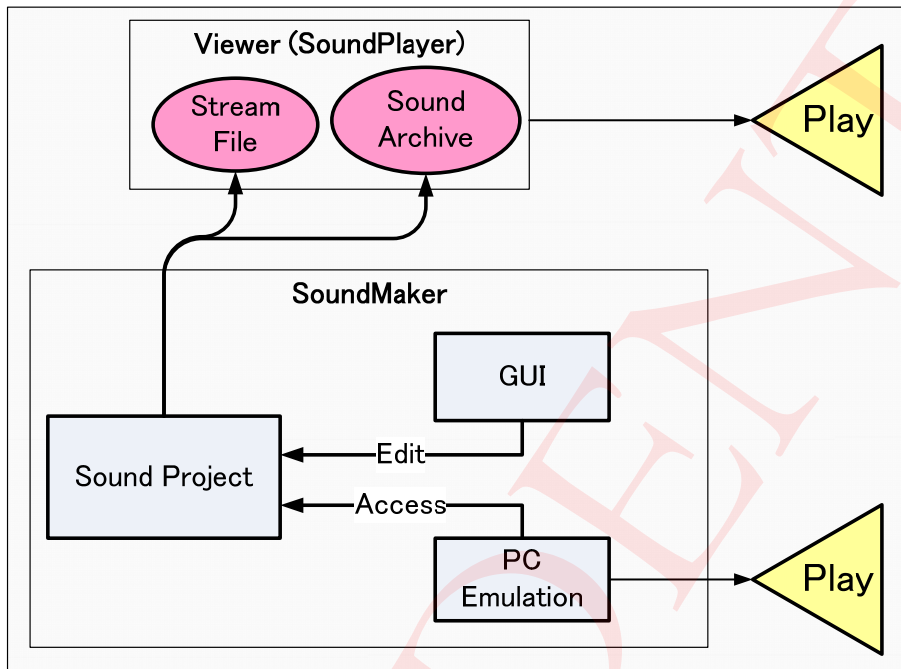 Viewer (SoundPlayer)
Stream
File
Sound
Archive
Play
SoundMaker
GUI
Sound Project
Edit
Access
PC
Emulation
Play